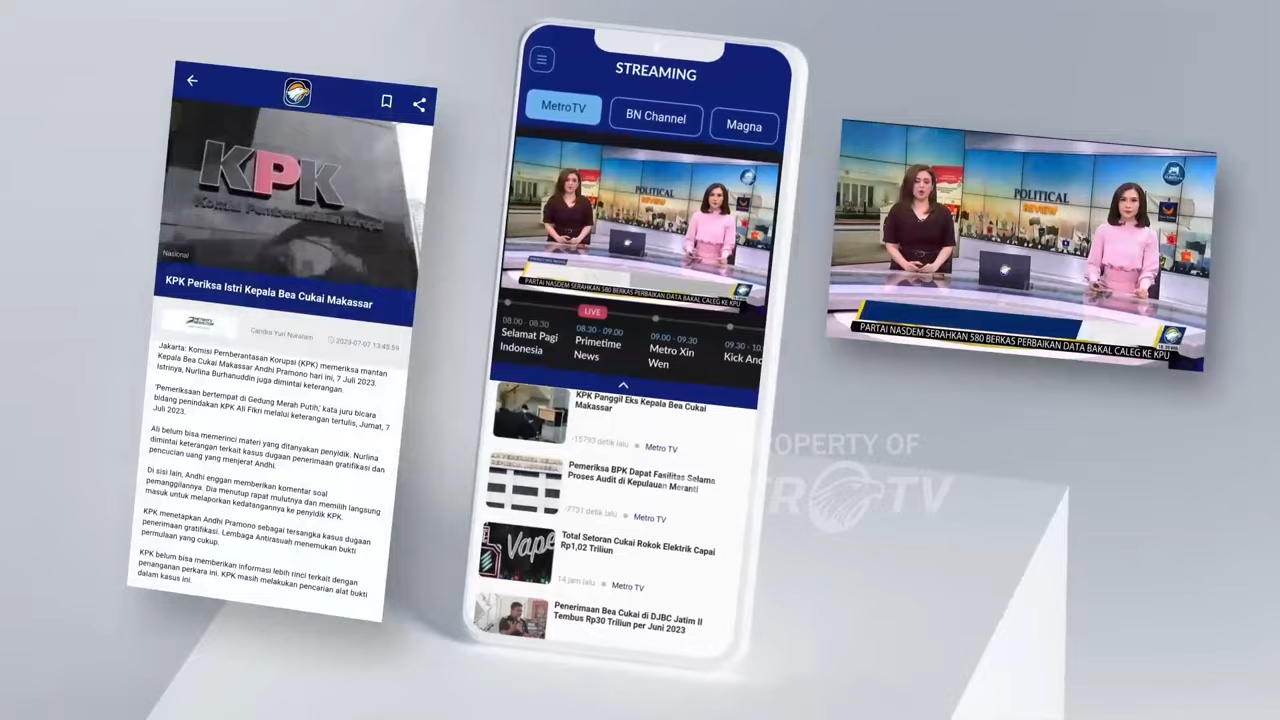 KPK
Komisi Pemberantasan Korupsi
Nasional
KPK Periksa Istri Kepala Bea Cukai Makassar
Candra Yuri Nuralam
2023-07-07 13:45:59
Jakarta: Komisi Pemberantasan Korupsi (KPK) memeriksa mantan
Kepala Bea Cukai Makassar Andhi Pramono hari ini, 7 Juli 2023.
Istrinya, Nurlina Burhanuddin juga dimintai keterangan.
'Pemeriksaan bertempat di Gedung Merah Putih,' kata juru bicara
bidang penindakan KPK Ali Fikri melalui keterangan tertulis, Jumat, 7
Juli 2023.
Ali belum bisa memerinci materi yang ditanyakan penyidik. Nurlina
dimintai keterangan terkait kasus dugaan penerimaan gratifikasi dan
pencucian uang yang menjerat Andhi.
Di sisi lain, Andhi enggan memberikan komentar soal
pemanggilannya. Dia menutup rapat mulutnya dan memilih langsung
masuk untuk melaporkan kedatangannya ke penyidik KPK.
KPK menetapkan Andhi Pramono sebagai tersangka kasus dugaan
penerimaan gratifikasi. Lembaga Antirasuah menemukan bukti
permulaan yang cukup.
KPK belum bisa memberikan informasi lebih rinci terkait dengan
penanganan perkara ini. KPK masih melakukan pencarian alat bukti
dalam kasus ini.
STREAMING
MetroTV
BN Channel
Magna
POLITICAL
REVIEW
PARTAI NASDEM SERAHKAN 580 BERKAS PERBAIKAN DATA BAKAL CALEG KE KPU
LIVE
08.00 - 08.30
Selamat Pagi
Indonesia
08.30 - 09.00
Primetime
News
09.00 - 09.30
Metro Xin
Wen
09.30 - 10.
Kick And
KPK Panggil Eks Kepala Bea Cukai
Makassar
-15793 detik lalu
Metro TV
Pemeriksa BPK Dapat Fasilitas Selama
Proses Audit di Kepulauan Meranti
-7731 detik lalu
Metro TV
Vape
Total Setoran Cukai Rokok Elektrik Capai
Rp1,02 Triliun
14 jam lalu
Metro TV
Penerimaan Bea Cukai di DJBC Jatim II
Tembus Rp30 Triliun per Juni 2023
POLITICAL
REVIEW
PARTAI NASDEM SERAHKAN 580 BERKAS PERBAIKAN DATA BAKAL CALEG KE KPU
PROPERTY OF
TV